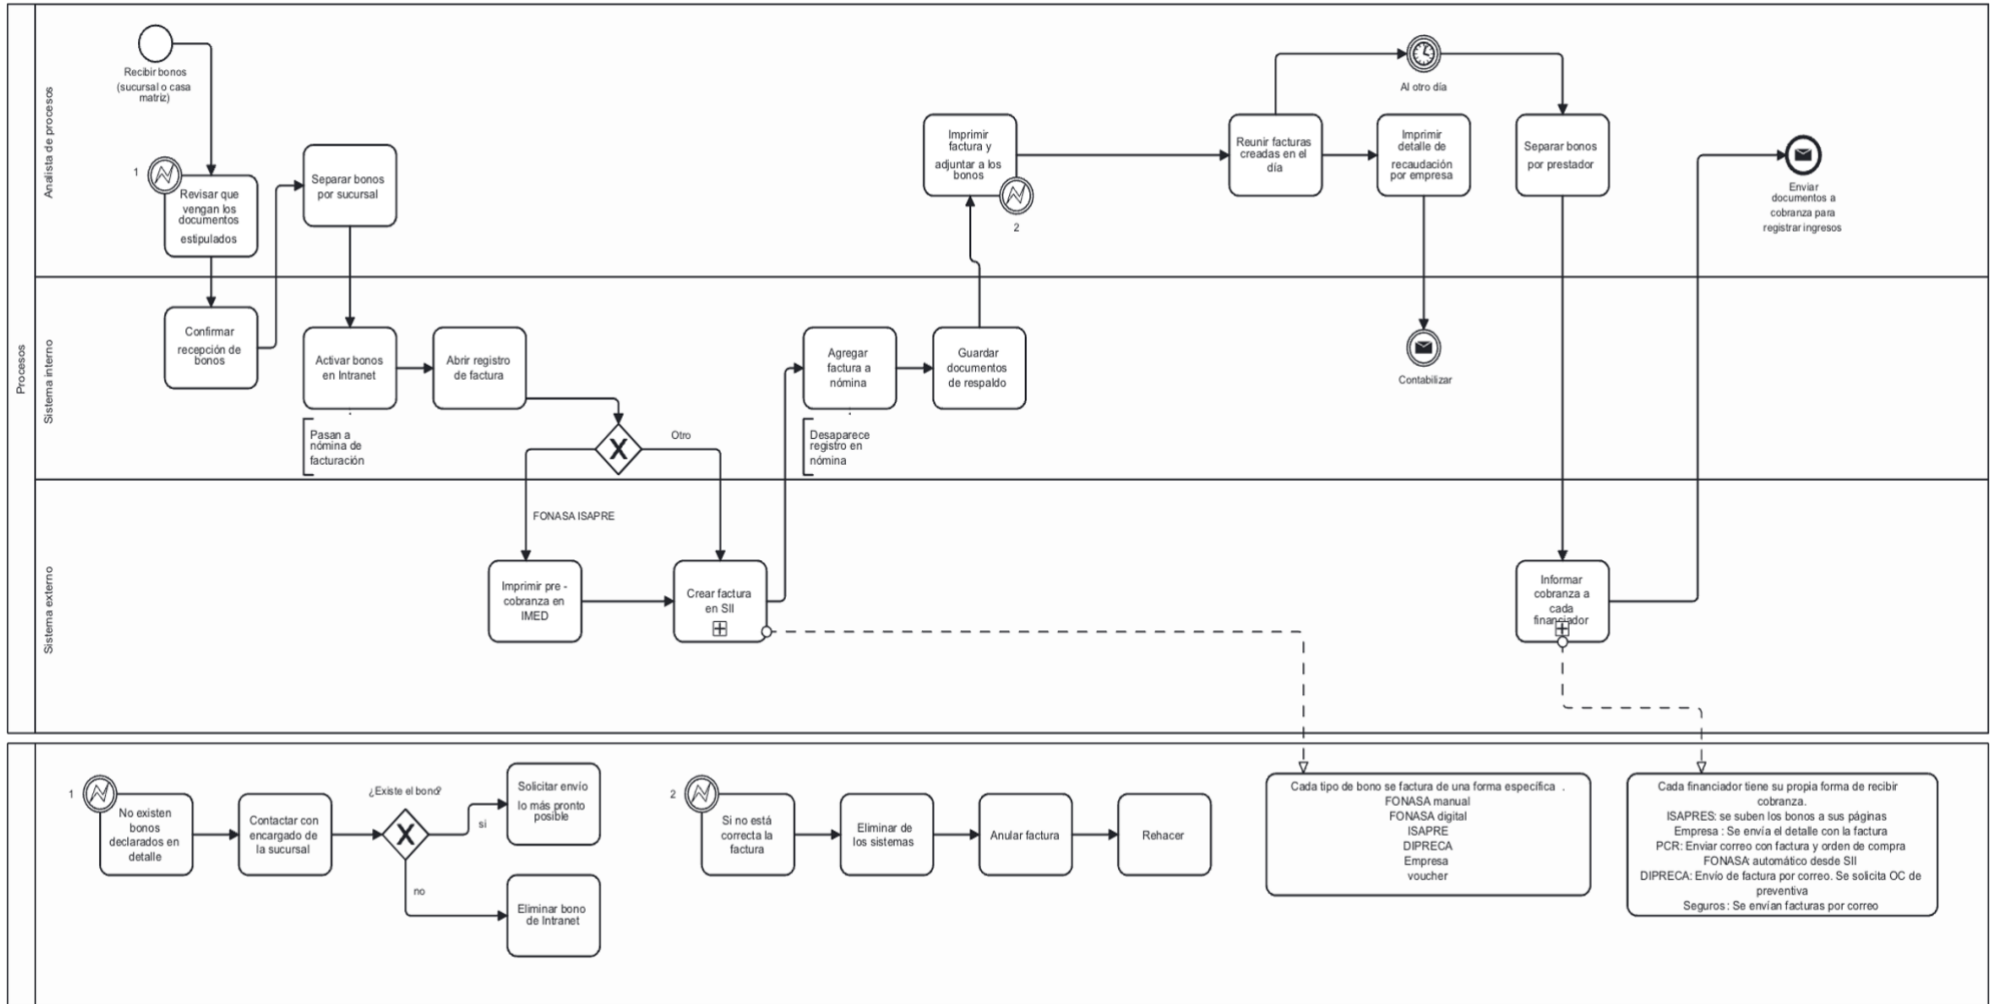 Procesos
Analista de procesos
Recibir bonos
(sucursal o casa
matriz)
1
Revisar que
vengan los
documentos
estipulados
Separar bonos
por sucursal
Imprimir
factura y
adjuntar a los
bonos
2
Reunir facturas
creadas en el
día
Al otro día
Imprimir
detalle de
recaudación
por empresa
Separar bonos
por prestador
Enviar
documentos a
cobranza para
registrar ingresos
Sistema interno
Confirmar
recepción de
bonos
Activar bonos
en Intranet
Pasan a
nómina de
facturación
Abrir registro
de factura
Otro
FONASA ISAPRE
Agregar
factura a
nómina
Desaparece
registro en
nómina
Guardar
documentos
de respaldo
Contabilizar
Sistema externo
Imprimir pre -
cobranza en
IMED
Crear factura
en SII
Informar
cobranza a
cada
financiador
1
No existen
bonos
declarados en
detalle
Contactar con
encargado de
la sucursal
¿Existe el bono?
si
no
Solicitar envío
lo más pronto
posible
Eliminar bono
de Intranet
2
Si no está
correcta la
factura
Eliminar de
los sistemas
Anular factura
Rehacer
Cada tipo de bono se factura de una forma específica .
FONASA manual
FONASA digital
ISAPRE
DIPRECA
Empresa
voucher
Cada financiador tiene su propia forma de recibir
cobranza.
ISAPRES: se suben los bonos a sus páginas
Empresa : Se envía el detalle con la factura
PCR: Enviar correo con factura y orden de compra
FONASA: automático desde SII
DIPRECA: Envío de factura por correo. Se solicita OC de
preventiva
Seguros : Se envían facturas por correo